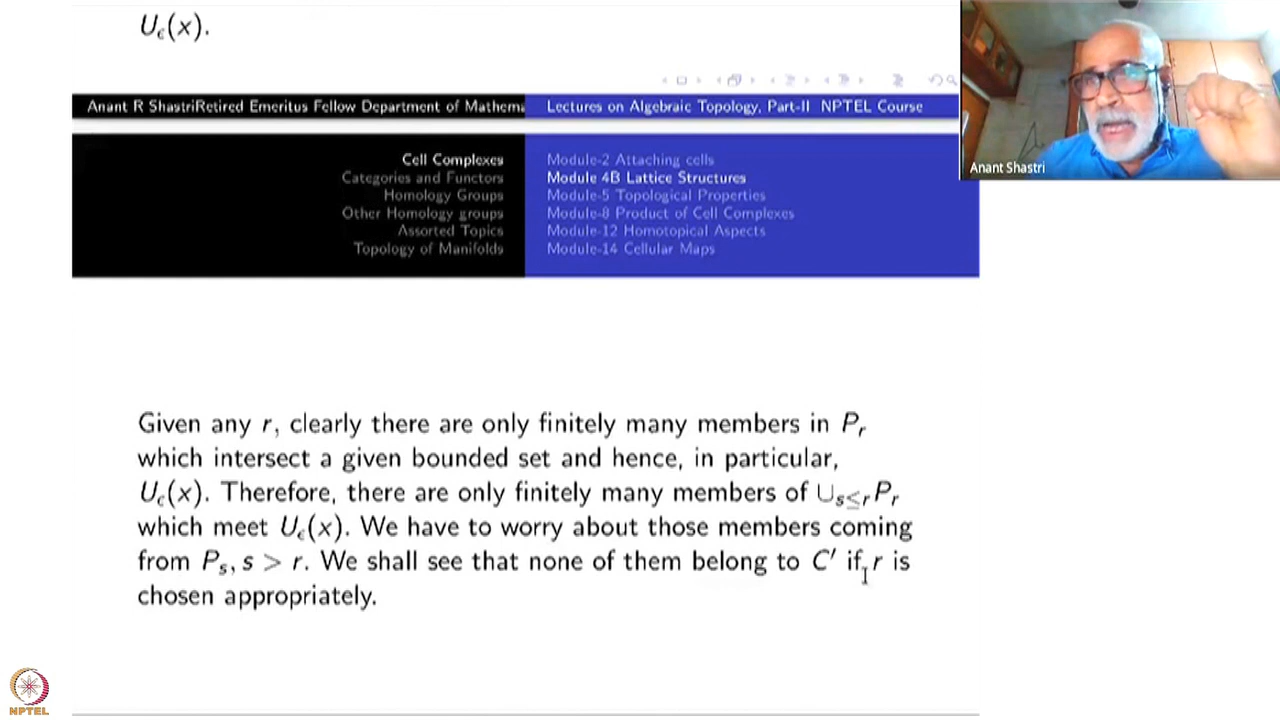 U_ϵ(x).
Anant R ShastriRetired Emeritus Fellow Department of Mathema
Lectures on Algebraic Topology, Part-II NPTEL Course
Cell Complexes
Categories and Functors
Homology Groups
Other Homology groups
Assorted Topics
Topology of Manifolds
Module-2 Attaching cells
Module 4B Lattice Structures
Module-5 Topological Properties
Module-8 Product of Cell Complexes
Module-12 Homotopical Aspects
Module-14 Cellular Maps
Anant Shastri
Given any r, clearly there are only finitely many members in P_r
which intersect a given bounded set and hence, in particular,
U_ϵ(x). Therefore, there are only finitely many members of ∪_{s≤r}P_r
which meet U_ϵ(x). We have to worry about those members coming
from P_s, s > r. We shall see that none of them belong to C′ if r is
chosen appropriately.
NPTEL